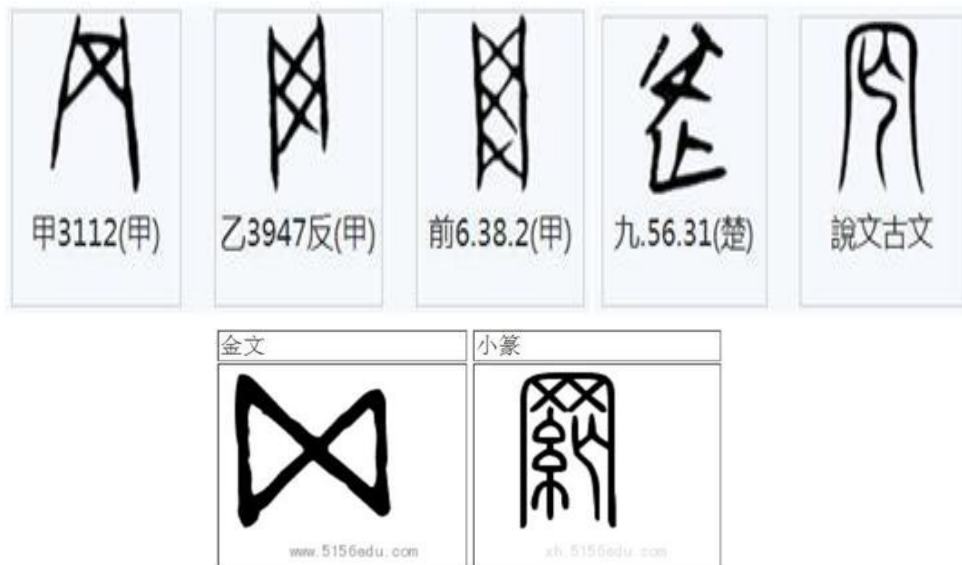 甲3112(甲)
乙3947反(甲)
前6.38.2(甲)
九.56.31(楚)
說文古文
金文
小篆
www.5156edu.com
xh.5156edu.com